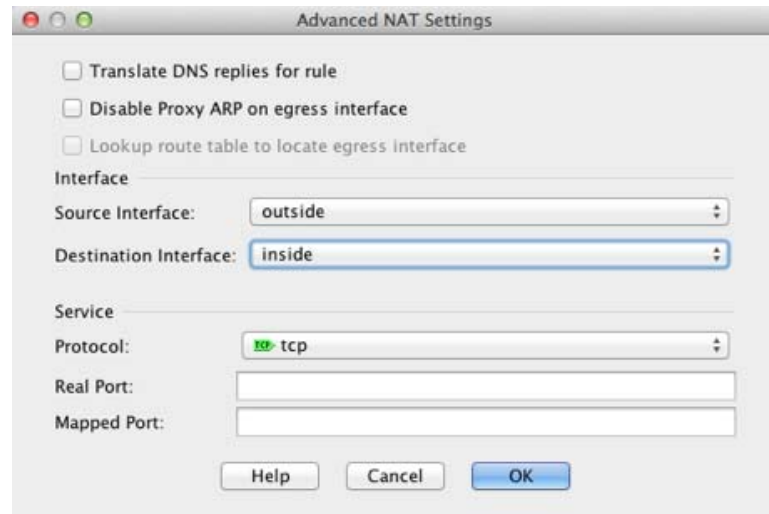 Advanced NAT Settings
Translate DNS replies for rule
Disable Proxy ARP on egress interface
Lookup route table to locate egress interface
Interface
Source Interface: outside
Destination Interface: inside
Service
Protocol: TCP tcp
Real Port:
Mapped Port:
Help Cancel OK